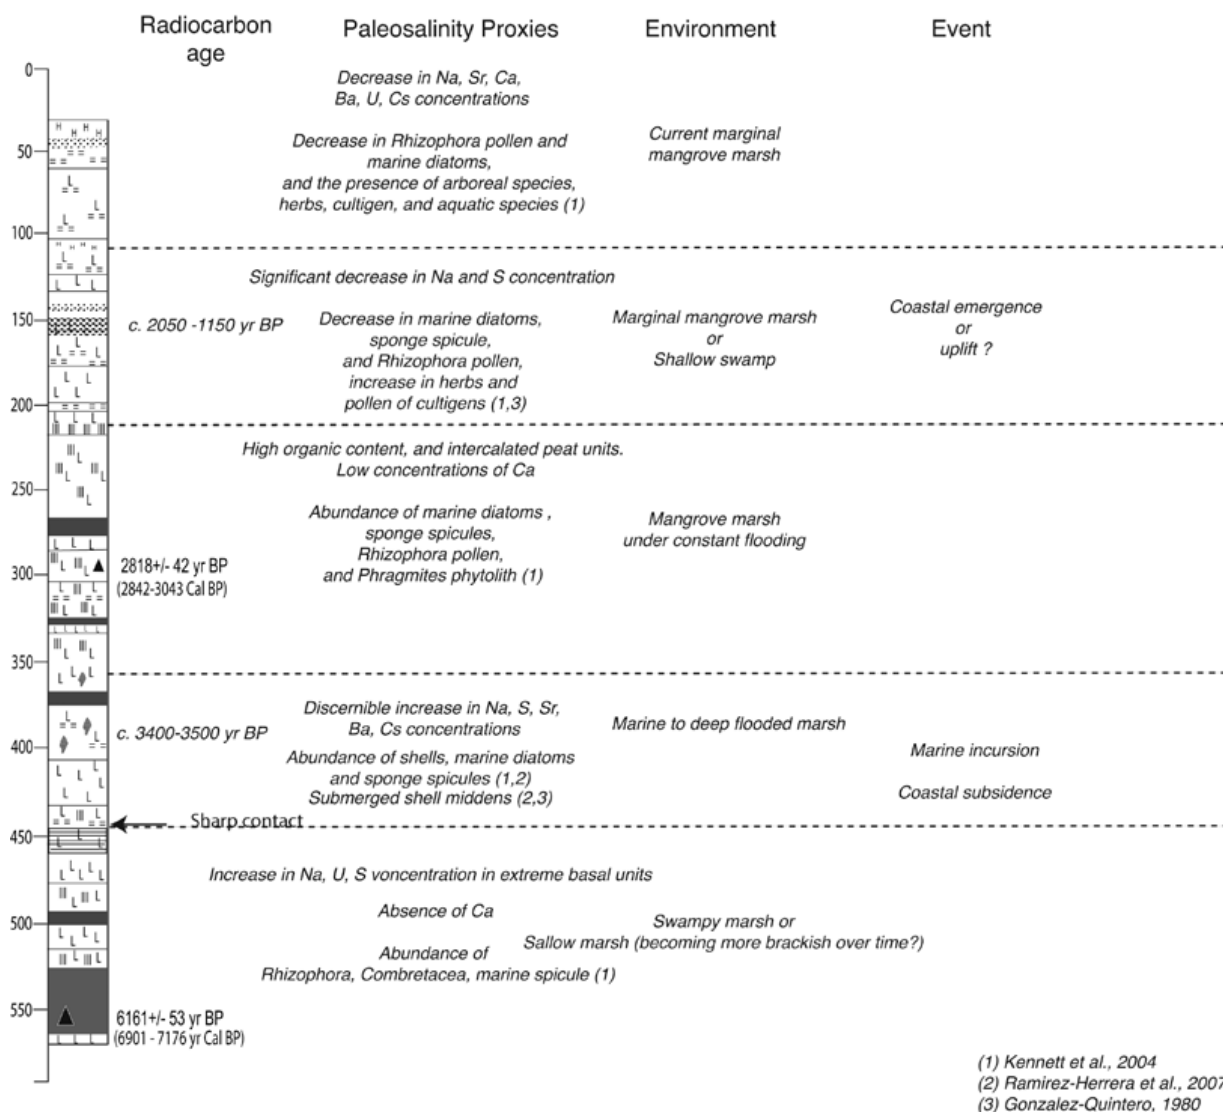 Radiocarbon
age
Paleosalinity Proxies
Environment
Event
0
50
100
150
200
250
300
350
400
450
500
550
Decrease in Na, Sr, Ca,
Ba, U, Cs concentrations
Decrease in Rhizophora pollen and
marine diatoms,
and the presence of arboreal species,
herbs, cultigen, and aquatic species (1)
Current marginal
mangrove marsh
Significant decrease in Na and S concentration
c. 2050 -1150 yr BP
Decrease in marine diatoms,
sponge spicule,
and Rhizophora pollen,
increase in herbs and
pollen of cultigens (1,3)
Marginal mangrove marsh
or
Shallow swamp
Coastal emergence
or
uplift ?
High organic content, and intercalated peat units.
Low concentrations of Ca
Abundance of marine diatoms ,
sponge spicules,
Rhizophora pollen,
and Phragmites phytolith (1)
Mangrove marsh
under constant flooding
2818+/- 42 yr BP
(2842-3043 Cal BP)
Discernible increase in Na, S, Sr,
Ba, Cs concentrations
c. 3400-3500 yr BP
Abundance of shells, marine diatoms
and sponge spicules (1,2)
Submerged shell middens (2,3)
Marine to deep flooded marsh
Marine incursion
Coastal subsidence
Sharp contact
Increase in Na, U, S voncentration in extreme basal units
Absence of Ca
Abundance of
Rhizophora, Combretacea, marine spicule (1)
Swampy marsh or
Sallow marsh (becoming more brackish over time?)
6161+/- 53 yr BP
(6901 - 7176 yr Cal BP)
(1) Kennett et al., 2004
(2) Ramirez-Herrera et al., 2007
(3) Gonzalez-Quintero, 1980